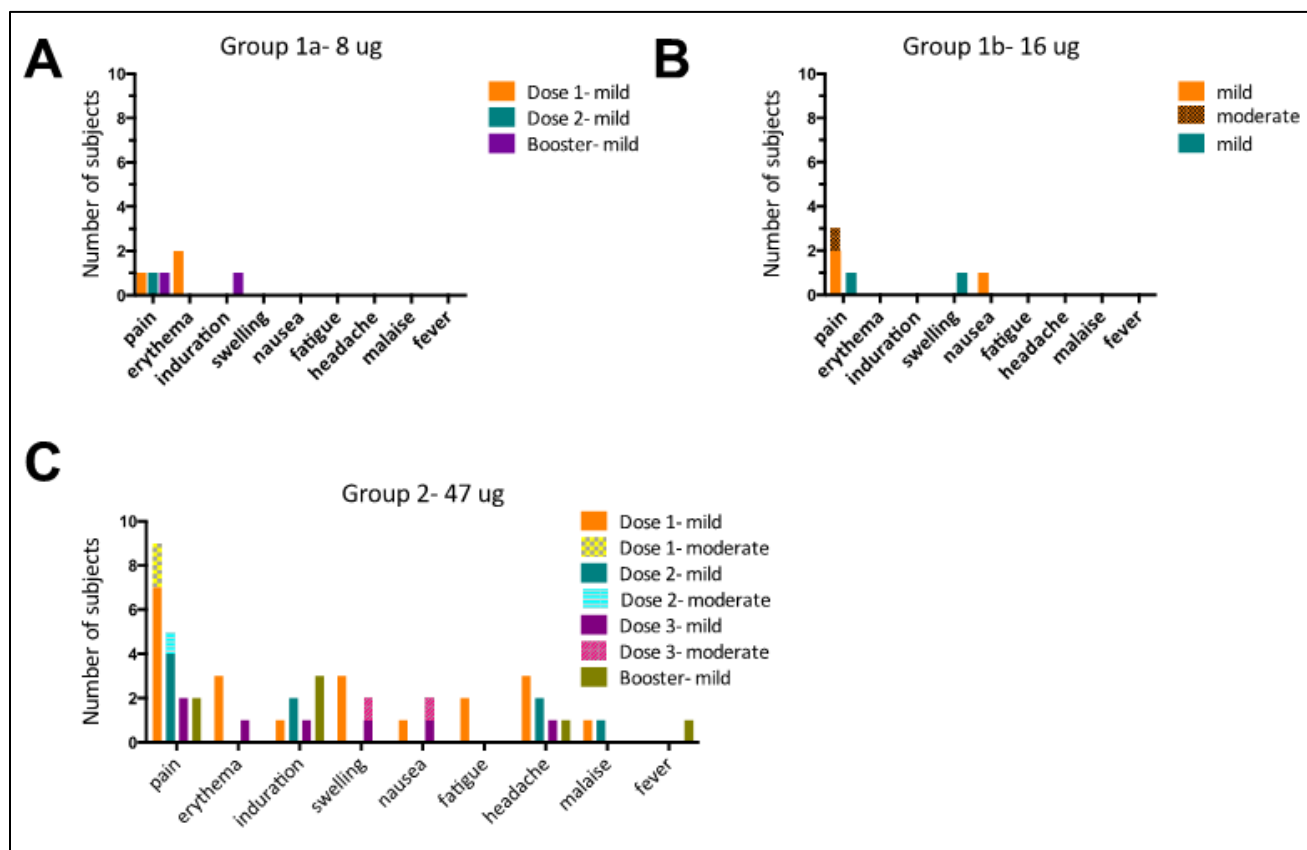 A
Group 1a- 8 ug
Number of subjects
10
8
6
4
2
0
pain
erythema
induration
swelling
nausea
fatigue
headache
malaise
fever
Dose 1- mild
Dose 2- mild
Booster- mild
B
Group 1b- 16 ug
Number of subjects
10
8
6
4
2
0
pain
erythema
induration
swelling
nausea
fatigue
headache
malaise
fever
mild
moderate
mild
C
Group 2- 47 ug
Number of subjects
10
8
6
4
2
0
pain
erythema
induration
swelling
nausea
fatigue
headache
malaise
fever
Dose 1- mild
Dose 1- moderate
Dose 2- mild
Dose 2- moderate
Dose 3- mild
Dose 3- moderate
Booster- mild